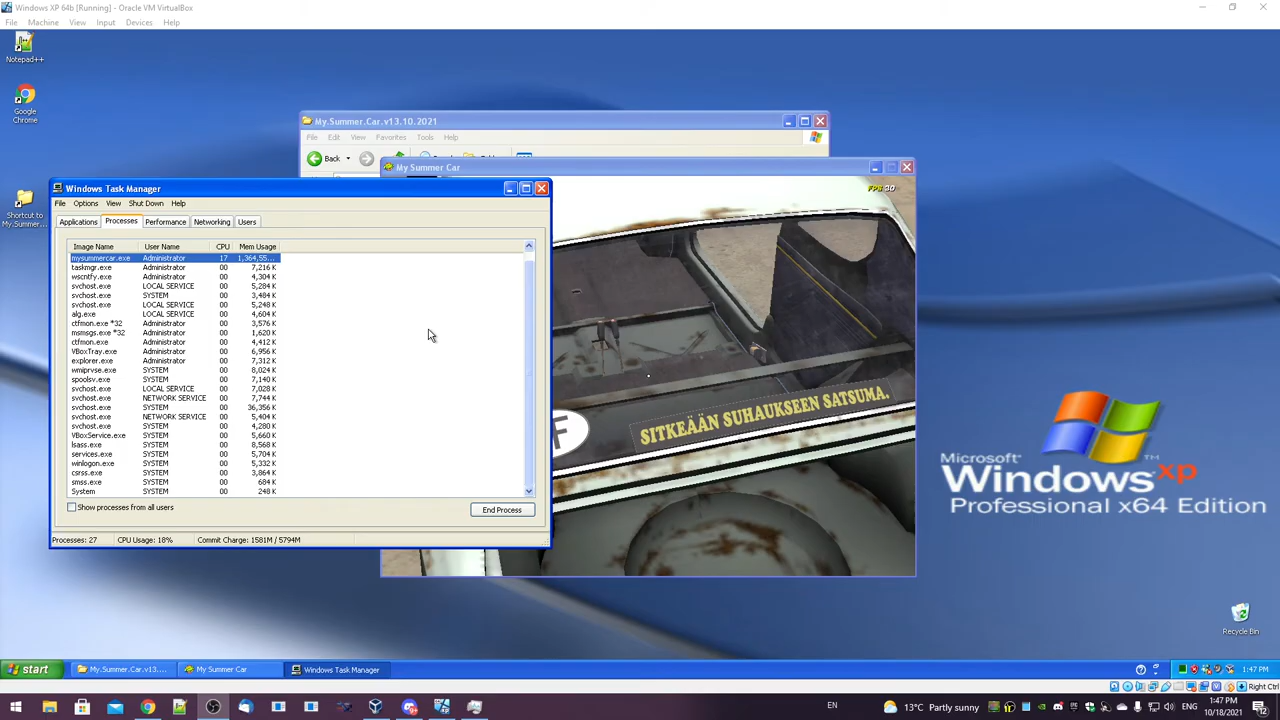 Windows XP 64b [Running] - Oracle VM VirtualBox
File Machine View Input Devices Help
Notepad++
Google
Chrome
Shortcut to
My.Summer...
My.Summer.Car.v13.10.2021
File Edit View Favorites Tools Help
Back
My Summer Car
FPS 30
SITKEÄÄN SUHAUKSEEN SATSUMA.
F
Windows Task Manager
File Options View Shut Down Help
Applications Processes Performance Networking Users
Image Name User Name CPU Mem Usage
mysummercar.exe Administrator 17 1,364,55...
taskmgr.exe Administrator 00 7,216 K
wscntfy.exe Administrator 00 4,304 K
svchost.exe LOCAL SERVICE 00 5,284 K
svchost.exe SYSTEM 00 3,484 K
svchost.exe LOCAL SERVICE 00 5,248 K
alg.exe LOCAL SERVICE 00 4,604 K
ctfmon.exe *32 Administrator 00 3,576 K
msmsgs.exe *32 Administrator 00 1,620 K
ctfmon.exe Administrator 00 4,412 K
VBoxTray.exe Administrator 00 6,956 K
explorer.exe Administrator 00 7,312 K
wmiprvse.exe SYSTEM 00 8,024 K
spoolsv.exe SYSTEM 00 7,140 K
svchost.exe LOCAL SERVICE 00 7,028 K
svchost.exe NETWORK SERVICE 00 7,744 K
svchost.exe SYSTEM 00 36,356 K
svchost.exe NETWORK SERVICE 00 5,404 K
svchost.exe SYSTEM 00 4,280 K
VBoxService.exe SYSTEM 00 5,660 K
lsass.exe SYSTEM 00 8,568 K
services.exe SYSTEM 00 5,704 K
winlogon.exe SYSTEM 00 5,332 K
csrss.exe SYSTEM 00 3,864 K
smss.exe SYSTEM 00 684 K
System SYSTEM 00 248 K
Show processes from all users
End Process
Processes: 27 CPU Usage: 18% Commit Charge: 1581M / 5794M
Microsoft
Windows xp
Professional x64 Edition
Recycle Bin
start My.Summer.Car.v13.... My Summer Car Windows Task Manager 1:47 PM
Right Ctrl
13°C Partly sunny
EN
1:47 PM
10/18/2021
12